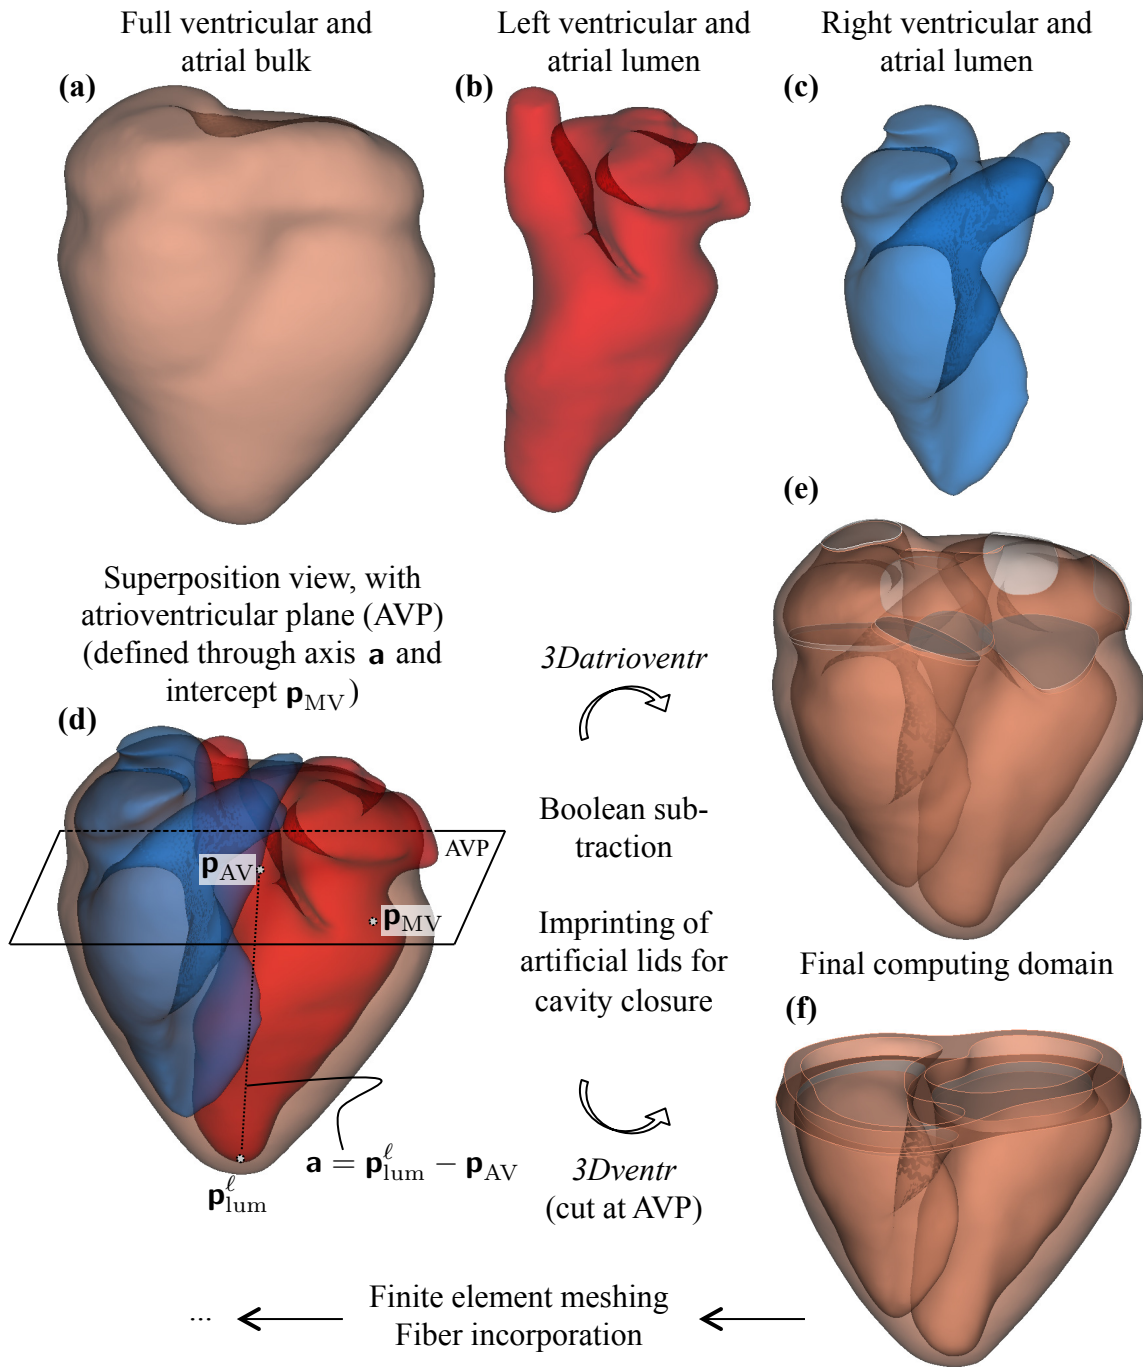 Full ventricular and
atrial bulk
(a)
Left ventricular and
atrial lumen
(b)
Right ventricular and
atrial lumen
(c)
Superposition view, with
atrioventricular plane (AVP)
(defined through axis a and
intercept p_MV)
(d)
AVP
p_AV
p_MV
a = p^ℓ_lum − p_AV
p^ℓ_lum
3Datrioventr
Boolean sub-
traction
Imprinting of
artificial lids for
cavity closure
3Dventr
(cut at AVP)
(e)
Final computing domain
(f)
Finite element meshing
Fiber incorporation
...